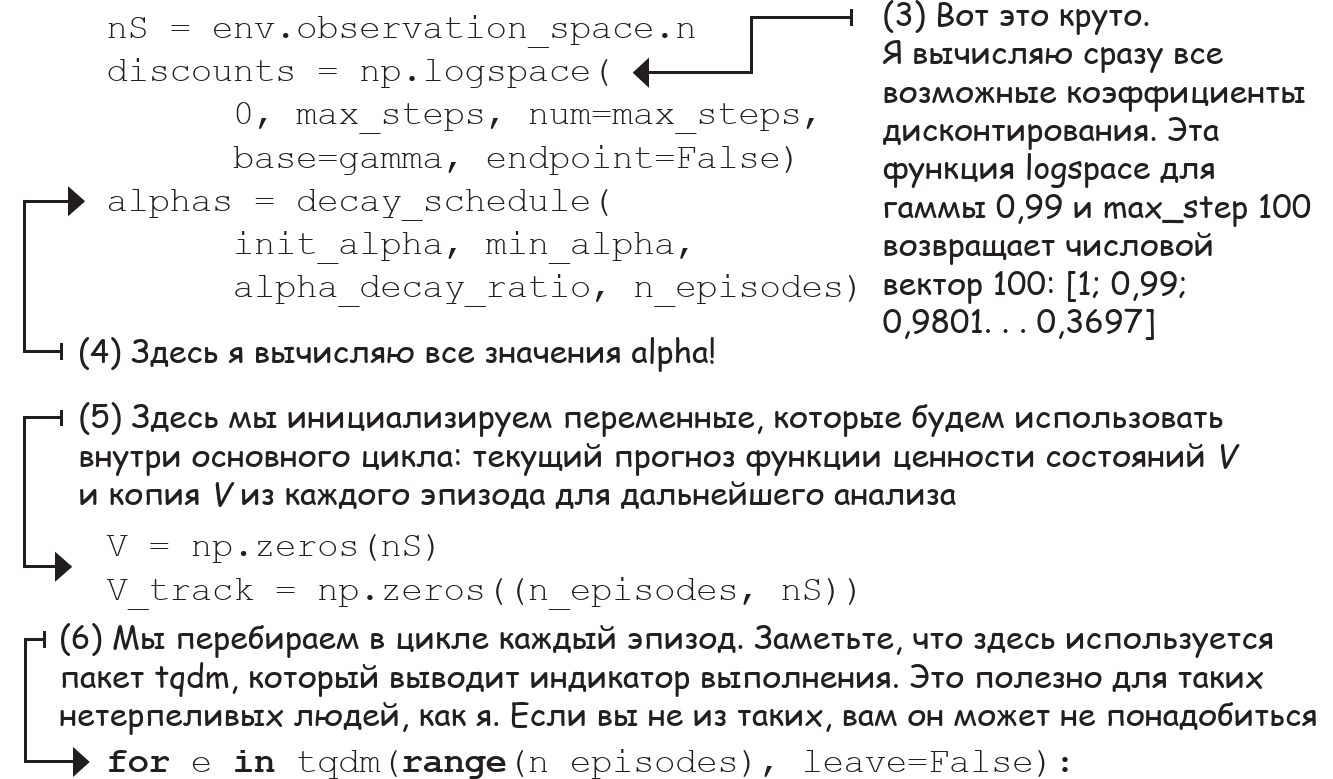 nS = env.observation_space.n
discounts = np.logspace(
0, max_steps, num=max_steps,
base=gamma, endpoint=False)
alphas = decay_schedule(
init_alpha, min_alpha,
alpha_decay_ratio, n_episodes)
(3) Вот это круто.
Я вычисляю сразу все
возможные коэффициенты
дисконтирования. Эта
функция logspace для
гаммы 0,99 и max_step 100
возвращает числовой
вектор 100: [1; 0,99;
0,9801. . . 0,3697]
(4) Здесь я вычисляю все значения alpha!
(5) Здесь мы инициализируем переменные, которые будем использовать
внутри основного цикла: текущий прогноз функции ценности состояний V
и копия V из каждого эпизода для дальнейшего анализа
V = np.zeros(nS)
V_track = np.zeros((n_episodes, nS))
(6) Мы перебираем в цикле каждый эпизод. Заметьте, что здесь используется
пакет tqdm, который выводит индикатор выполнения. Это полезно для таких
нетерпеливых людей, как я. Если вы не из таких, вам он может не понадобиться
for e in tqdm(range(n_episodes), leave=False):